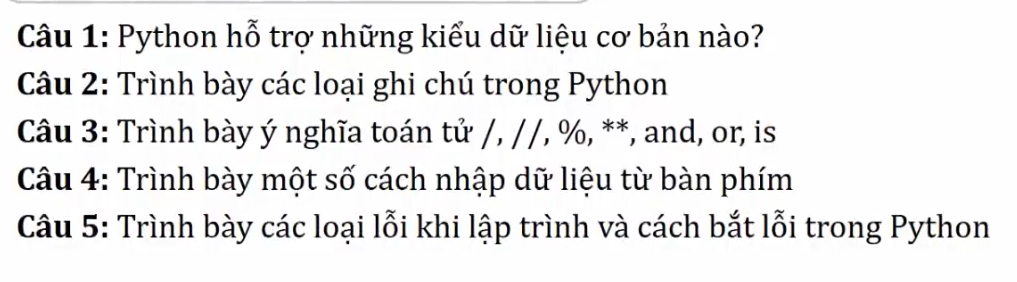 Câu 1: Python hỗ trợ những kiểu dữ liệu cơ bản nào?
Câu 2: Trình bày các loại ghi chú trong Python
Câu 3: Trình bày ý nghĩa toán tử /, //, %, **, and, or, is
Câu 4: Trình bày một số cách nhập dữ liệu từ bàn phím
Câu 5: Trình bày các loại lỗi khi lập trình và cách bắt lỗi trong Python